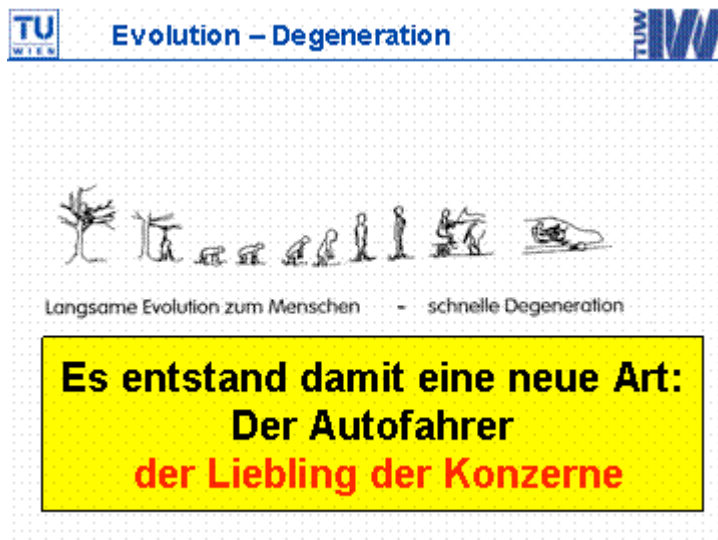 TU
WIEN
Evolution – Degeneration
TUW
IVV
Langsame Evolution zum Menschen - schnelle Degeneration
Es entstand damit eine neue Art:
Der Autofahrer
der Liebling der Konzerne